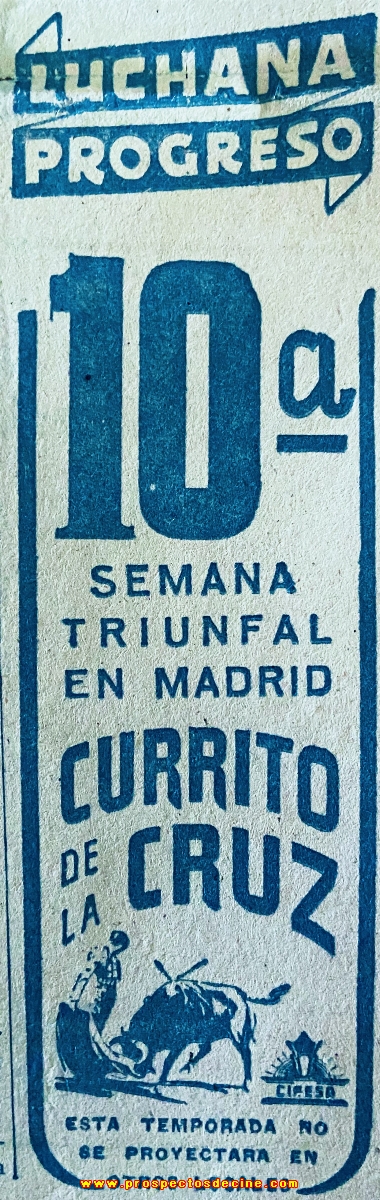 LUCHANA
PROGRESO
10ª
SEMANA
TRIUNFAL
EN MADRID
CURRITO
DE LA CRUZ
CIFESA
ESTA TEMPORADA NO
SE PROYECTARA EN
www.prospectosdecine.com